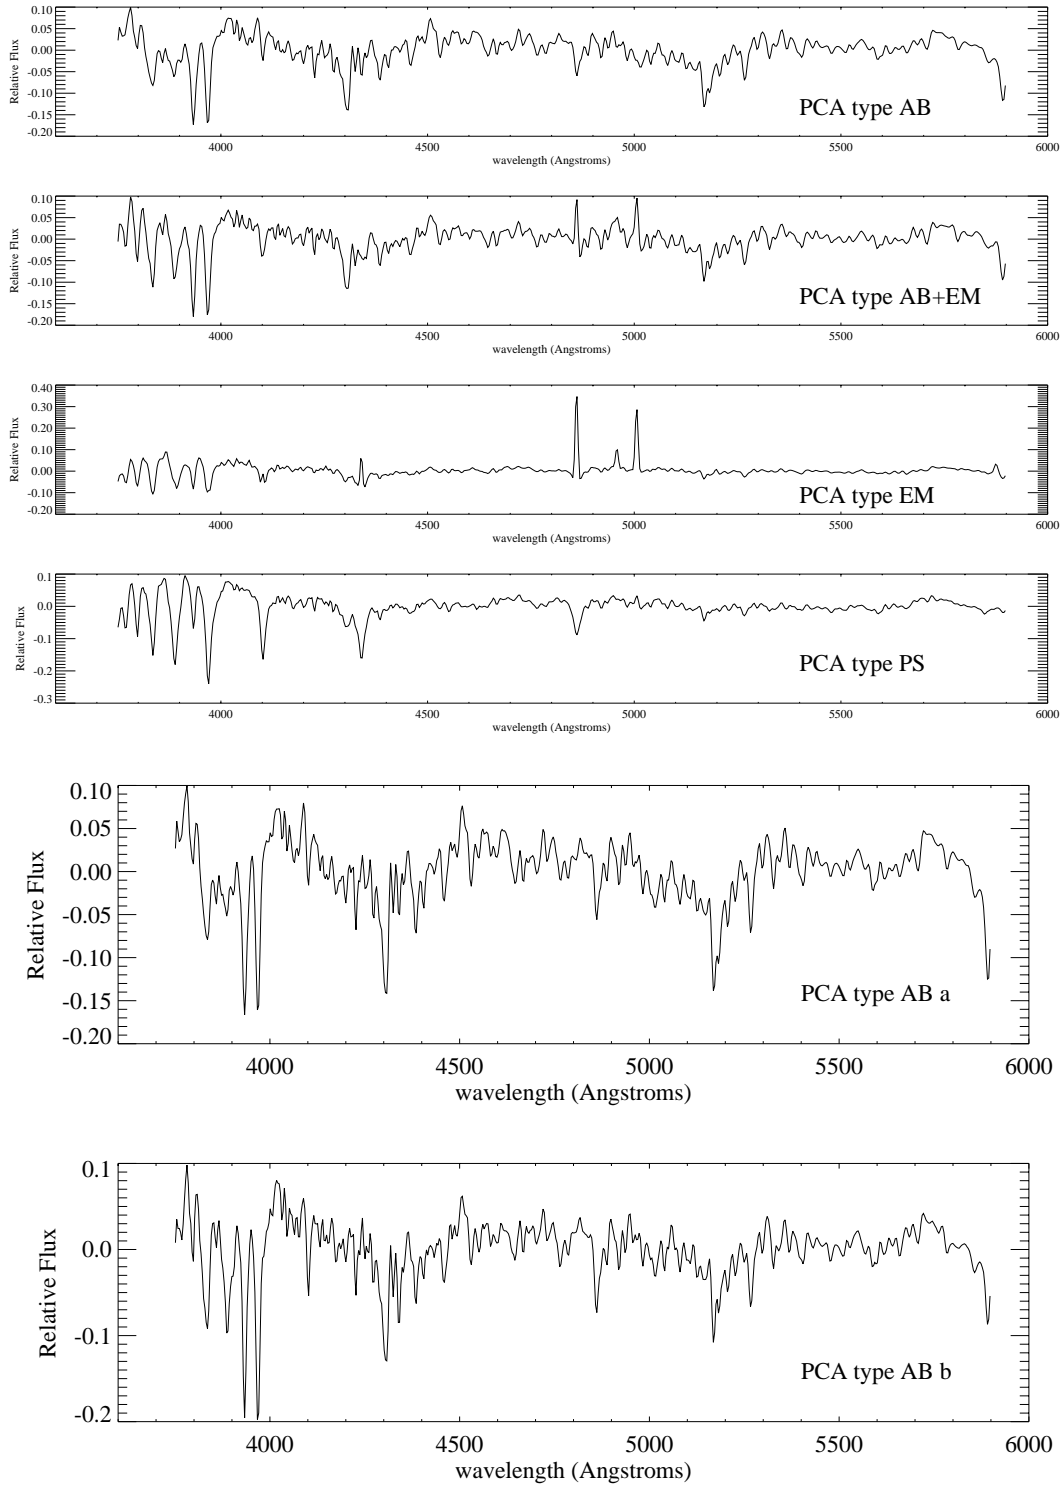 0.10
0.05
0.00
-0.05
-0.10
-0.15
-0.20
Relative Flux
PCA type AB
4000 4500 5000 5500 6000
wavelength (Angstroms)
0.10
0.05
0.00
-0.05
-0.10
-0.15
-0.20
Relative Flux
PCA type AB+EM
4000 4500 5000 5500 6000
wavelength (Angstroms)
0.40
0.30
0.20
0.10
0.00
-0.10
-0.20
Relative Flux
PCA type EM
4000 4500 5000 5500 6000
wavelength (Angstroms)
0.1
0.0
-0.1
-0.2
-0.3
Relative Flux
PCA type PS
4000 4500 5000 5500 6000
wavelength (Angstroms)
0.10
0.05
0.00
-0.05
-0.10
-0.15
-0.20
Relative Flux
PCA type AB a
4000 4500 5000 5500 6000
wavelength (Angstroms)
0.1
0.0
-0.1
-0.2
Relative Flux
PCA type AB b
4000 4500 5000 5500 6000
wavelength (Angstroms)